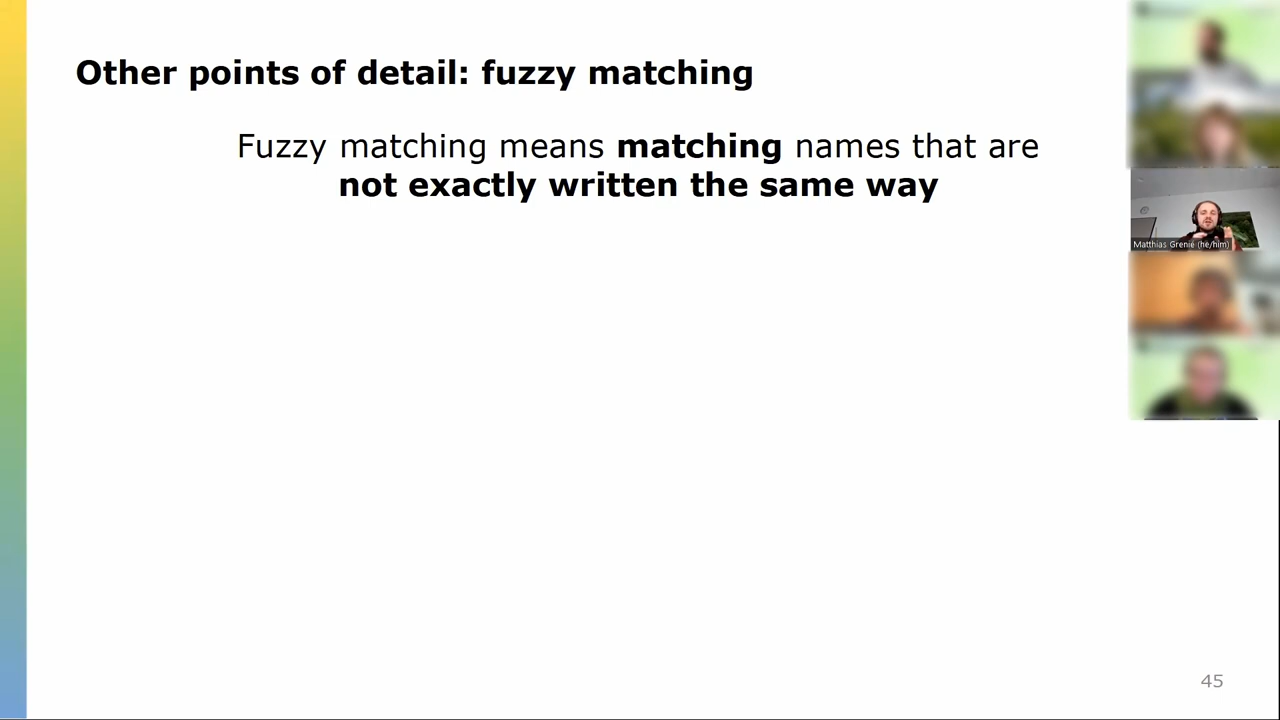 Other points of detail: fuzzy matching
Fuzzy matching means matching names that are
not exactly written the same way
Matthias Grenié (he/him)
45